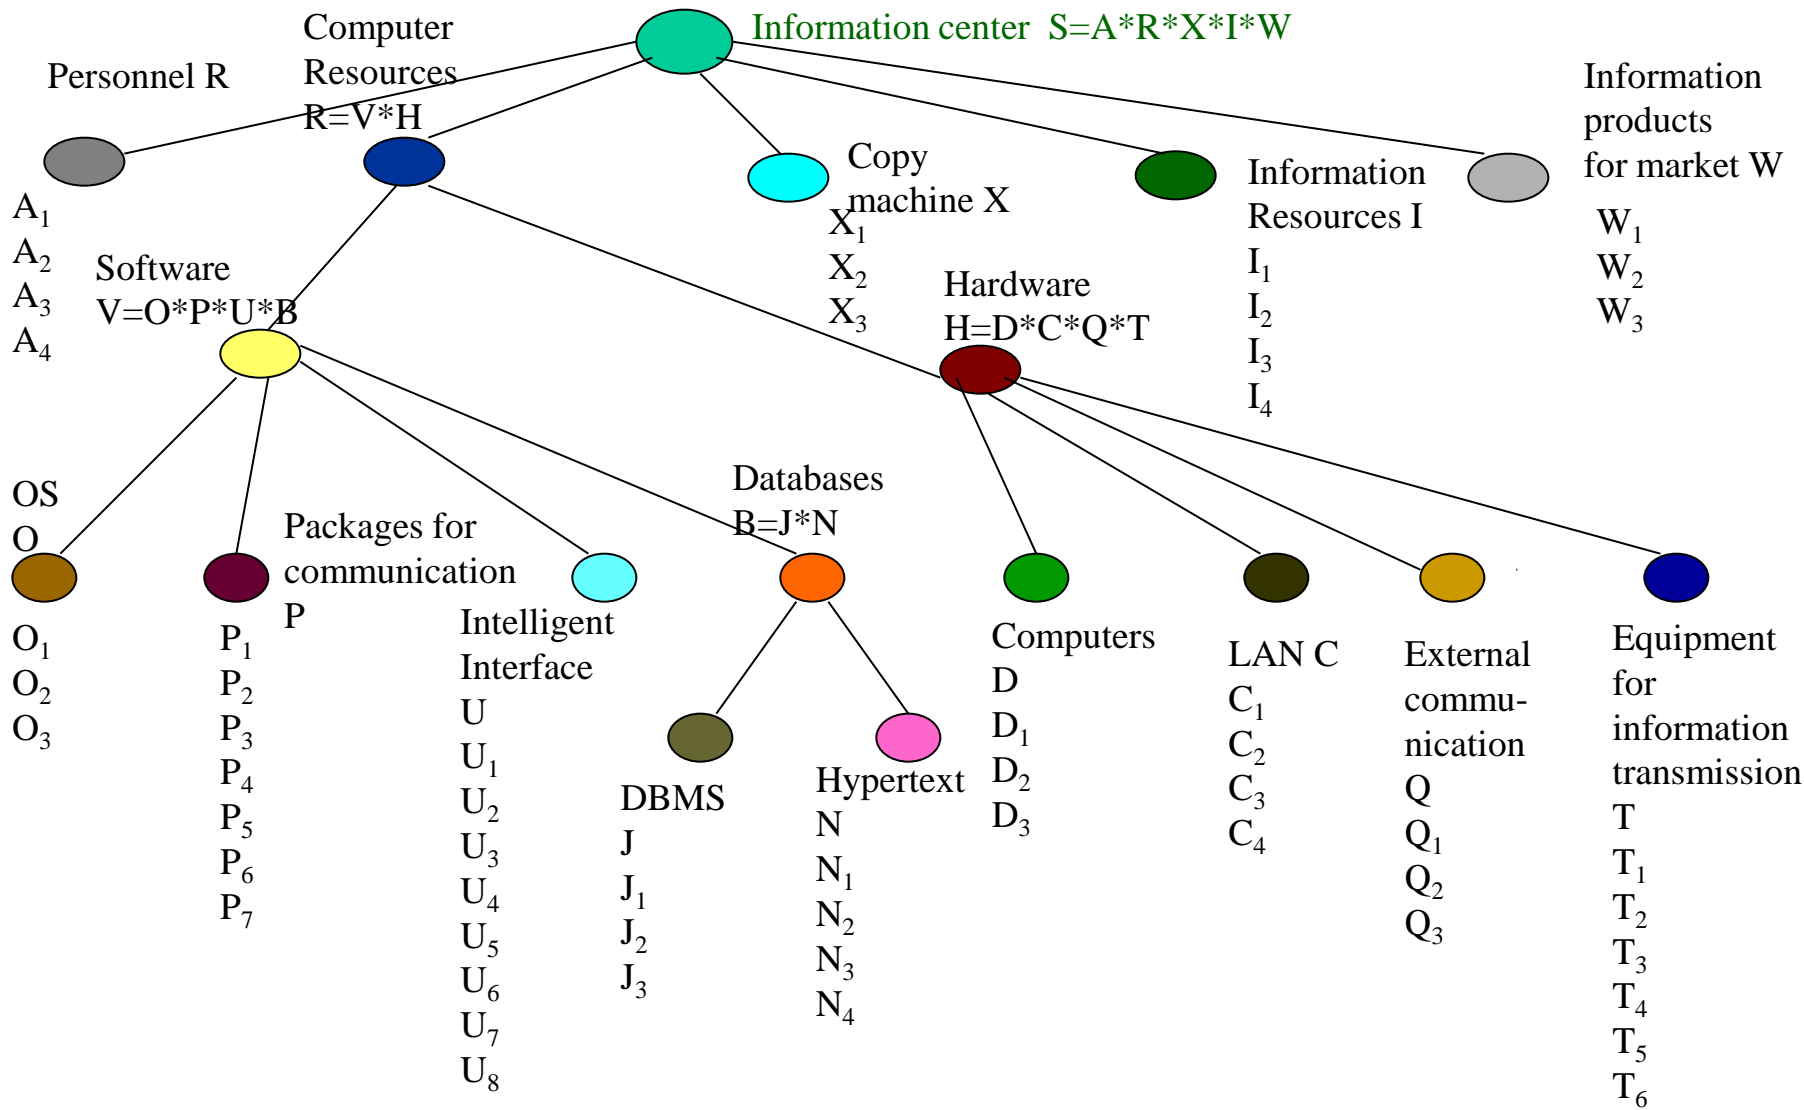 Information center S=A*R*X*I*W
Personnel R
A1
A2
A3
A4
Computer
Resources
R=V*H
Copy
machine X
X1
X2
X3
Information
Resources I
I1
I2
I3
I4
Information
products
for market W
W1
W2
W3
Software
V=O*P*U*B
Hardware
H=D*C*Q*T
OS
O
O1
O2
O3
Packages for
communication
P
P1
P2
P3
P4
P5
P6
P7
Intelligent
Interface
U
U1
U2
U3
U4
U5
U6
U7
U8
Databases
B=J*N
DBMS
J
J1
J2
J3
Hypertext
N
N1
N2
N3
N4
Computers
D
D1
D2
D3
LAN C
C1
C2
C3
C4
External
commu-
nication
Q
Q1
Q2
Q3
Equipment
for
information
transmission
T
T1
T2
T3
T4
T5
T6